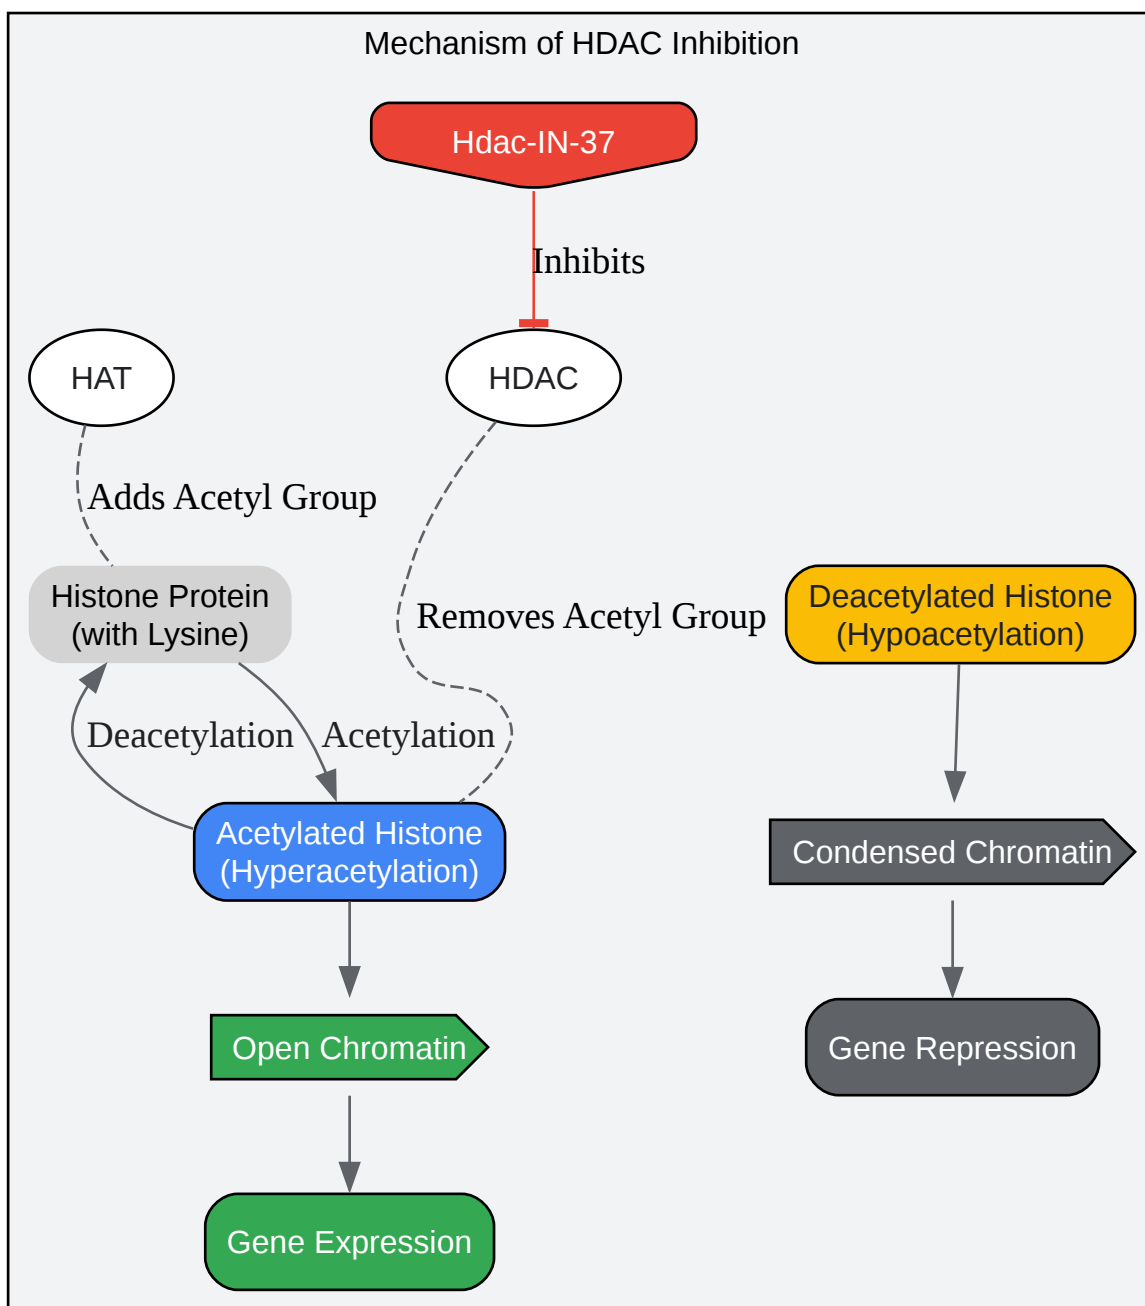 Mechanism of HDAC Inhibition
Hdac-IN-37
Inhibits
HAT
HDAC
Adds Acetyl Group
Histone Protein
(with Lysine)
Removes Acetyl Group
Deacetylated Histone
(Hypoacetylation)
Deacetylation
Acetylation
Acetylated Histone
(Hyperacetylation)
Condensed Chromatin
Open Chromatin
Gene Repression
Gene Expression